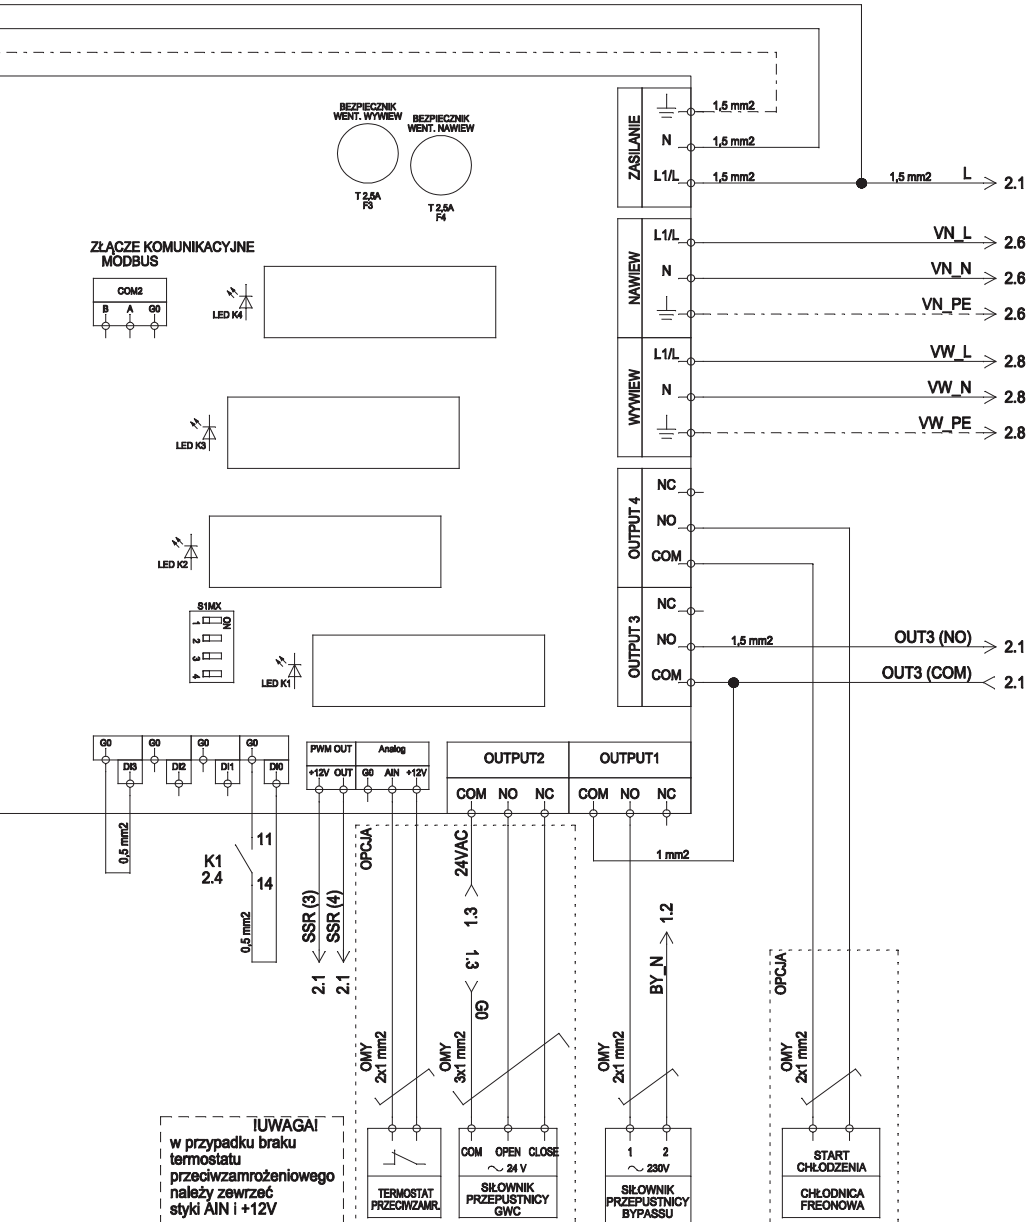 BEZPIECZNIK
WENT. WYWIEW
T 2,5A
F3
BEZPIECZNIK
WENT. NAWIEW
T 2,5A
F4
ZASILANIE
N
L1/L
1,5 mm2
1,5 mm2
1,5 mm2
1,5 mm2
L
2.1
NAWIEW
L1/L
N
VN_L
2.6
VN_N
2.6
VN_PE
2.6
WYWIEW
L1/L
N
VW_L
2.8
VW_N
2.8
VW_PE
2.8
ZŁĄCZE KOMUNIKACYJNE
MODBUS
COM2
B A G0
LED K4
LED K3
LED K2
LED K1
S1MX
ON
1
2
3
4
OUTPUT 4
NC
NO
COM
OUTPUT 3
NC
NO
COM
1,5 mm2
OUT3 (NO)
2.1
OUT3 (COM)
2.1
G0 G0 G0 G0
DI3 DI2 DI1 DI0
PWM OUT Analog
+12V OUT G0 AIN +12V
OUTPUT2 OUTPUT1
COM NO NC COM NO NC
0,5 mm2
K1
2.4
11
14
0,5 mm2
SSR (3)
2.1
SSR (4)
2.1
OPCJA
24VAC
1.3
1.3
G0
1 mm2
1.2
BY_N
OPCJA
OMY
2x1 mm2
OMY
3x1 mm2
OMY
2x1 mm2
OMY
2x1 mm2
!UWAGA!
w przypadku braku
termostatu
przeciwzamrożeniowego
należy zewrzeć
styki AIN i +12V
TERMOSTAT
PRZECIWZAMR.
COM OPEN CLOSE
~ 24 V
SIŁOWNIK
PRZEPUSTNICY
GWC
1 2
~ 230V
SIŁOWNIK
PRZEPUSTNICY
BYPASSU
START
CHŁODZENIA
CHŁODNICA
FREONOWA